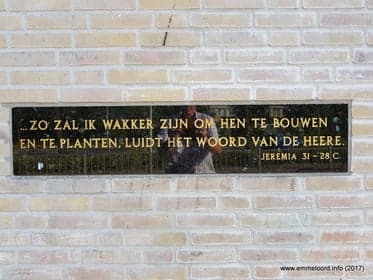 ...ZO ZAL IK WAKKER ZIJN OM HEN TE BOUWEN
EN TE PLANTEN, LUIDT HET WOORD VAN DE HEERE.
JEREMIA 31-28 C.
www.emmeloord.info (2017)